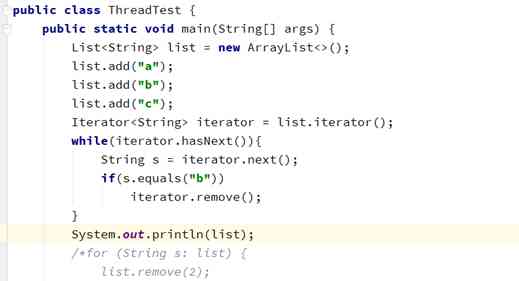 public class ThreadTest {
public static void main(String[] args) {
List<String> list = new ArrayList<>();
list.add("a");
list.add("b");
list.add("c");
Iterator<String> iterator = list.iterator();
while(iterator.hasNext()){
String s = iterator.next();
if(s.equals("b"))
iterator.remove();
}
System.out.println(list);
/*for (String s: list) {
list.remove(2);